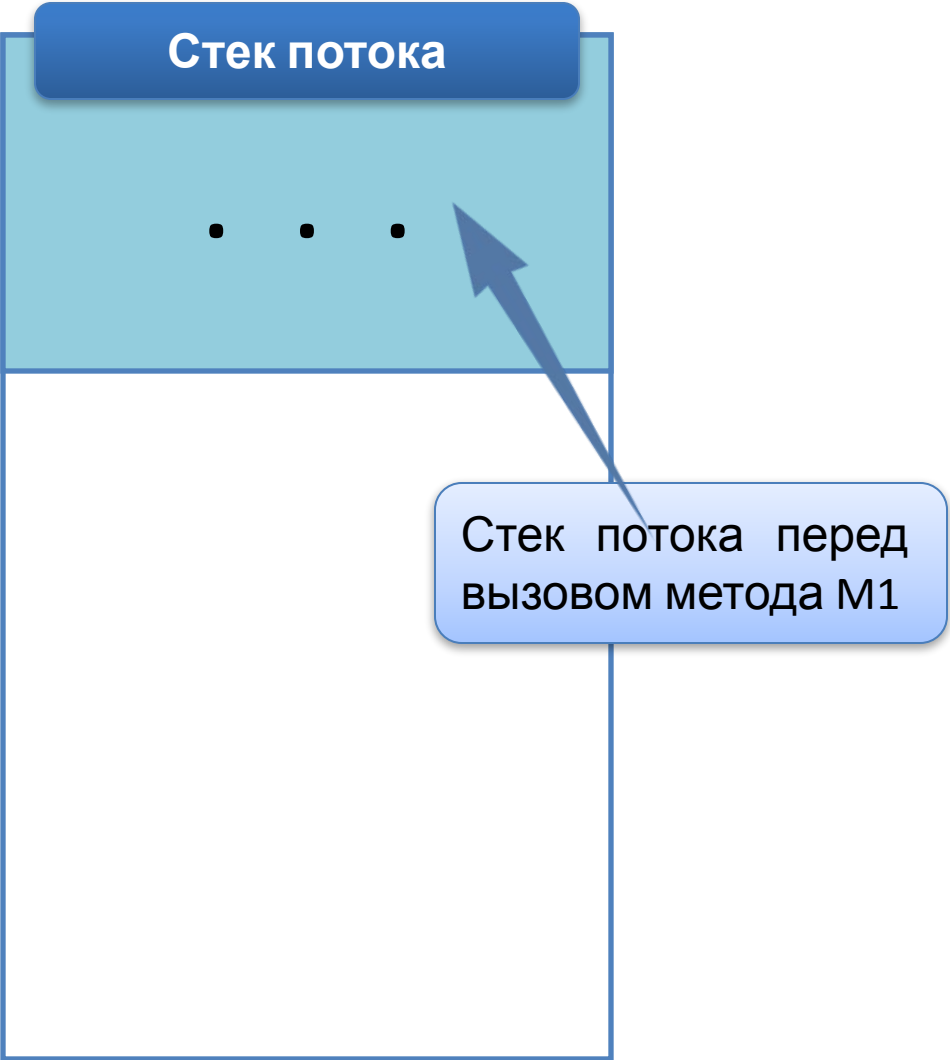 Стек потока
. . .
Стек потока перед
вызовом метода M1